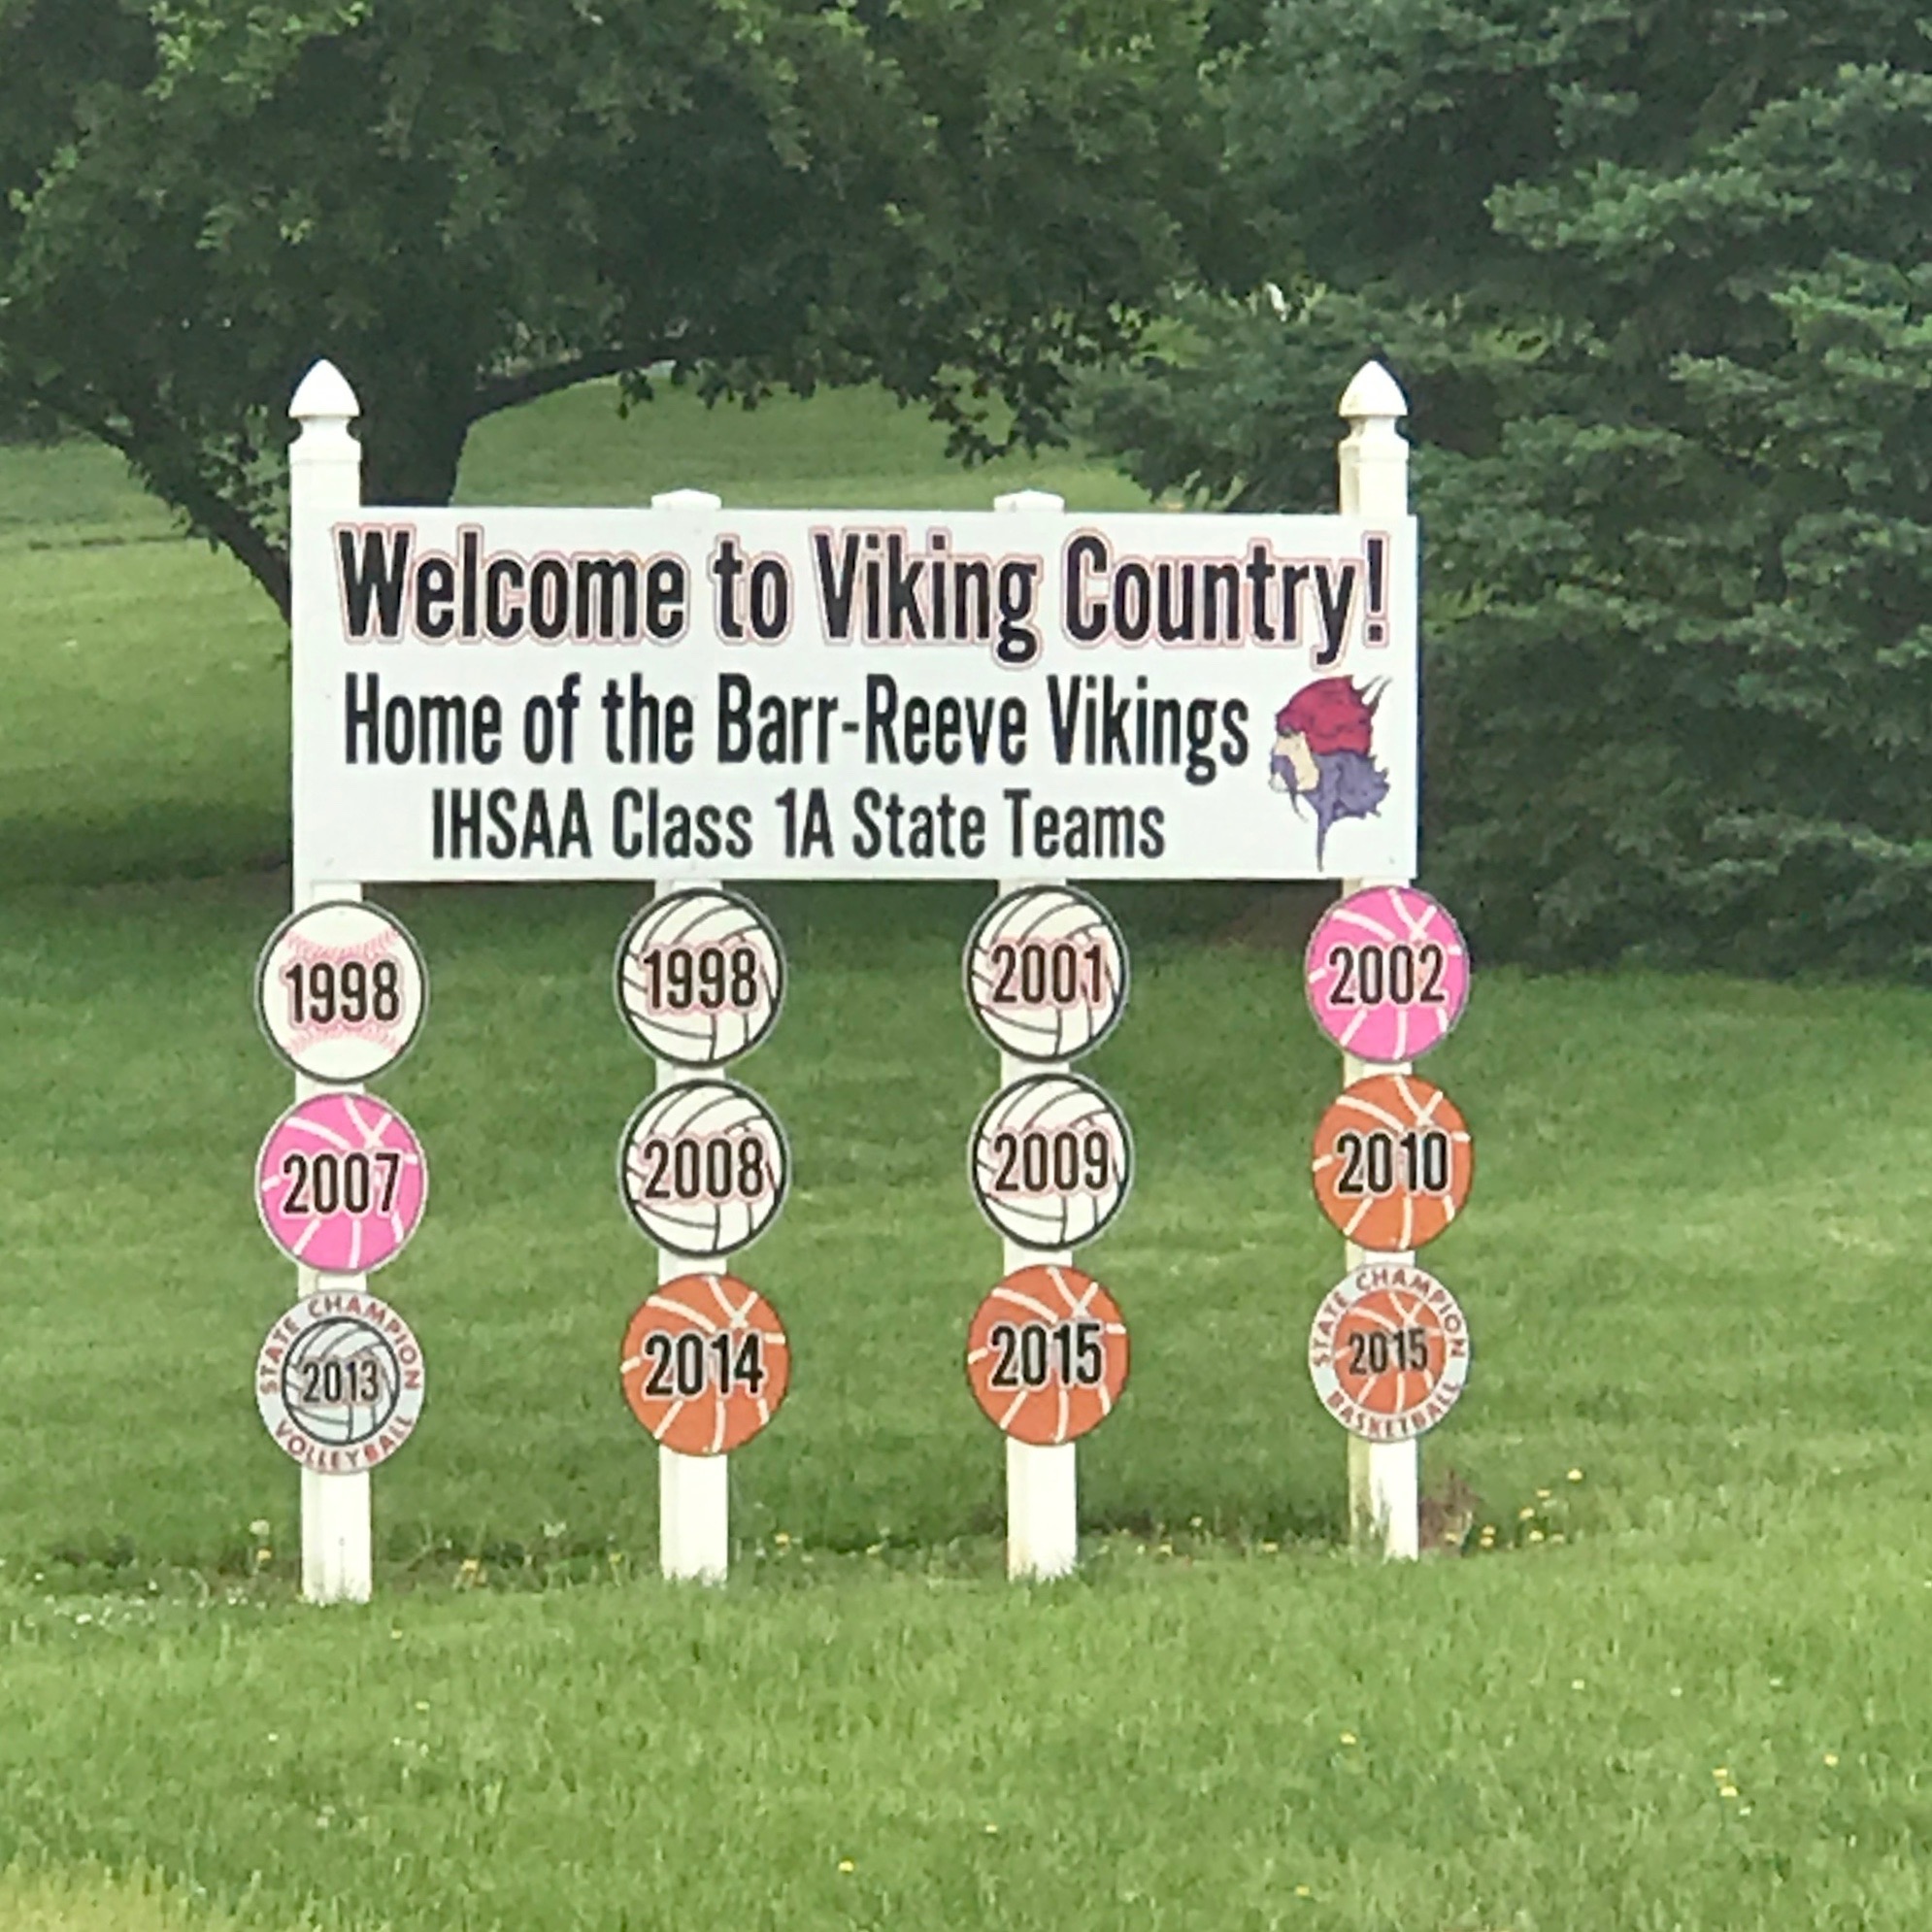 Welcome to Viking Country!
Home of the Barr-Reeve Vikings
IHSAA Class 1A State Teams
1998
1998
2001
2002
2007
2008
2009
2010
STATE CHAMPION
2013
VOLLEYBALL
2014
2015
STATE CHAMPION
2015
BASKETBALL